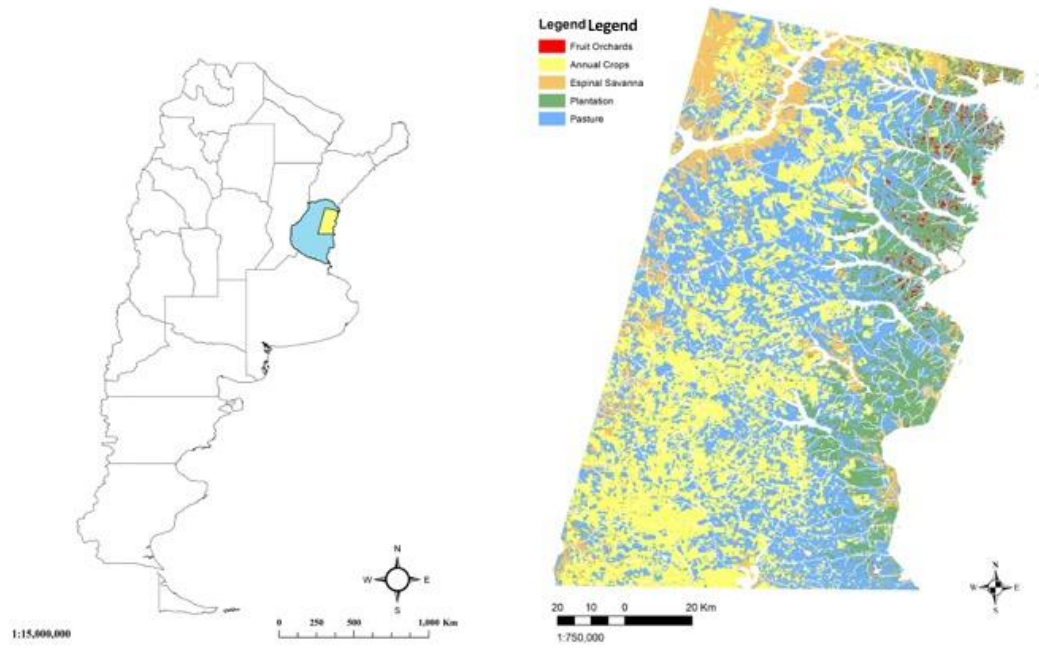 Legend Legend
Fruit Orchards
Annual Crops
Espinal Savanna
Plantation
Pasture
N
W E
S
0 250 500 1,000 Km
1:15,000,000
N
W E
S
20 10 0 20 Km
1:750,000